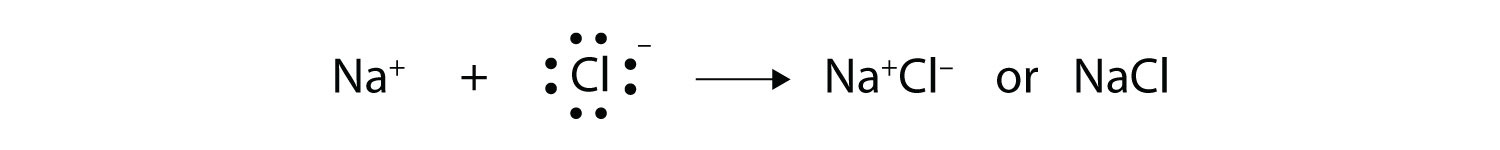 Na⁺ + Cl⁻ ⟶ Na⁺Cl⁻ or NaCl